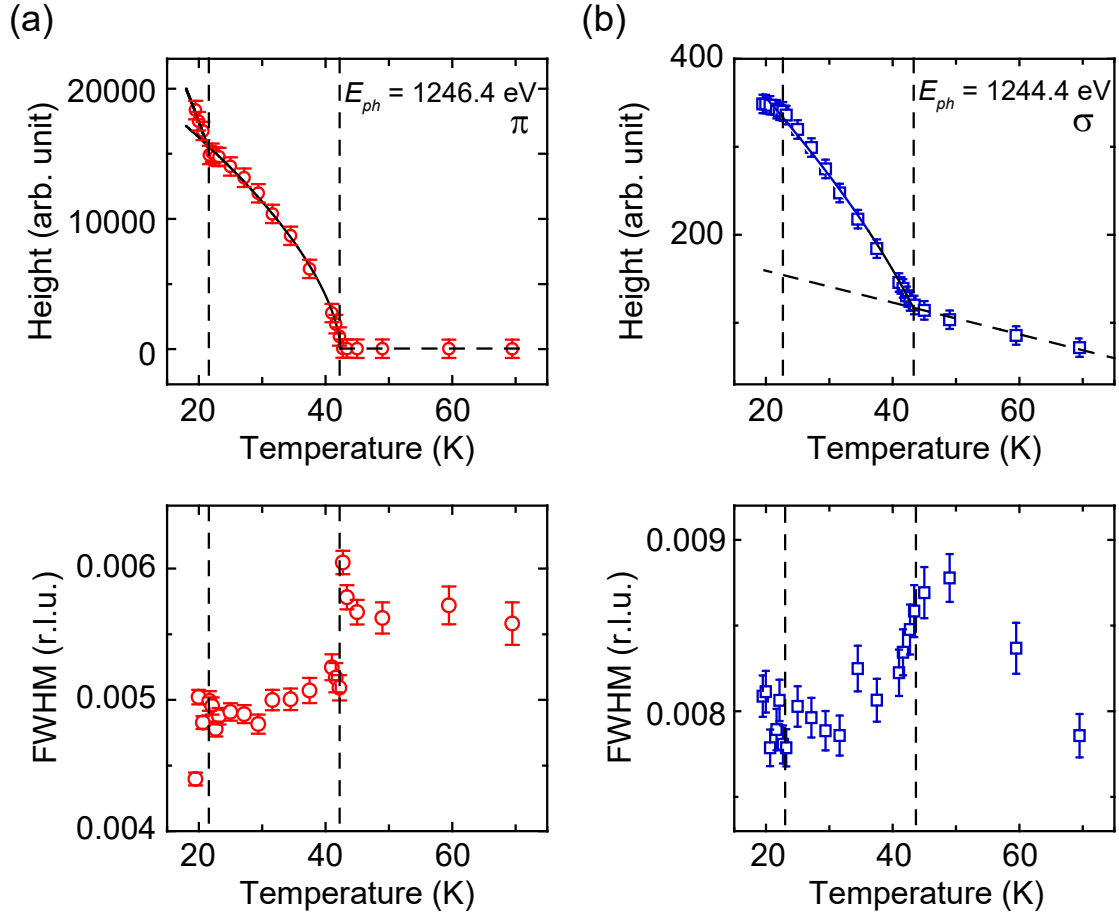 (a)
20000
10000
0
Height (arb. unit)
E_ph = 1246.4 eV
π
20 40 60
Temperature (K)
(b)
400
200
Height (arb. unit)
E_ph = 1244.4 eV
σ
20 40 60
Temperature (K)
0.006
0.005
0.004
FWHM (r.l.u.)
20 40 60
Temperature (K)
0.009
0.008
FWHM (r.l.u.)
20 40 60
Temperature (K)